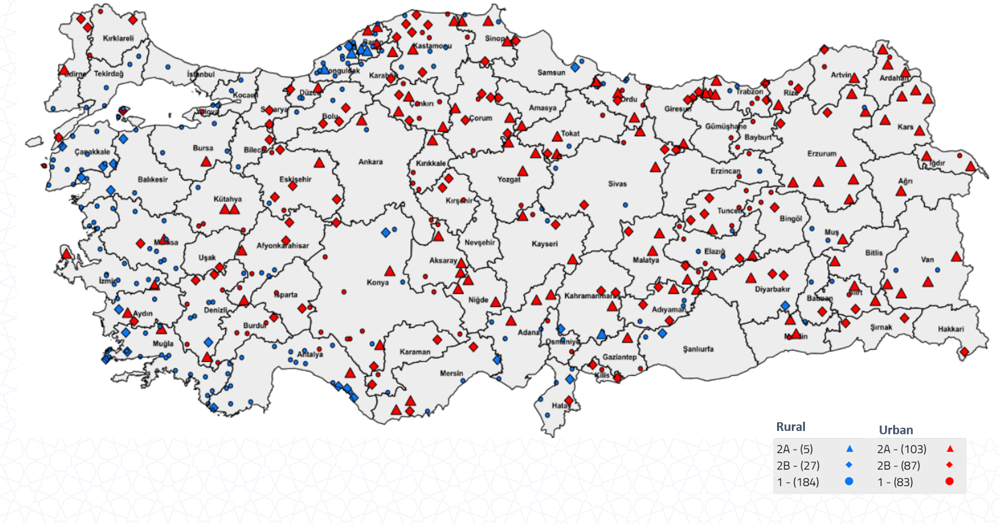 Kırklareli
Edirne
Tekirdağ
İstanbul
Kocaeli
Yalova
Sakarya
Düzce
Bolu
Zonguldak
Bartın
Karabük
Kastamonu
Sinop
Çankırı
Çorum
Samsun
Amasya
Tokat
Ordu
Giresun
Trabzon
Rize
Artvin
Ardahan
Kars
Gümüşhane
Bayburt
Erzurum
Iğdır
Ağrı
Çanakkale
Balıkesir
Bursa
Bilecik
Eskişehir
Ankara
Kırıkkale
Yozgat
Sivas
Erzincan
Kütahya
Kırşehir
Tunceli
Bingöl
Muş
Bitlis
Van
Manisa
Uşak
Afyonkarahisar
Nevşehir
Kayseri
Malatya
Elazığ
İzmir
Aksaray
Konya
Isparta
Niğde
Kahramanmaraş
Diyarbakır
Batman
Siirt
Aydın
Denizli
Burdur
Adana
Osmaniye
Adıyaman
Mardin
Şırnak
Hakkari
Muğla
Antalya
Karaman
Mersin
Gaziantep
Kilis
Şanlıurfa
Hatay
Rural Urban
2A - (5) 2A - (103)
2B - (27) 2B - (87)
1 - (184) 1 - (83)